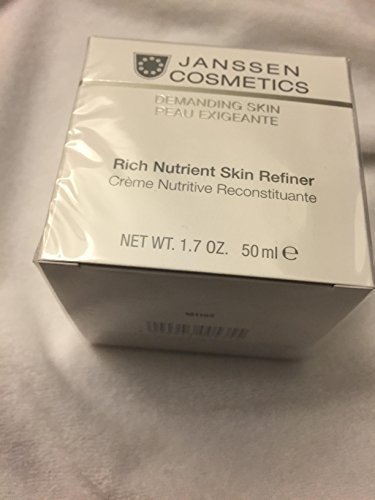 JANSSEN
COSMETICS
DEMANDING SKIN
PEAU EXIGEANTE
Rich Nutrient Skin Refiner
Crème Nutritive Reconstituante
NET WT. 1.7 OZ. 50 ml ℮